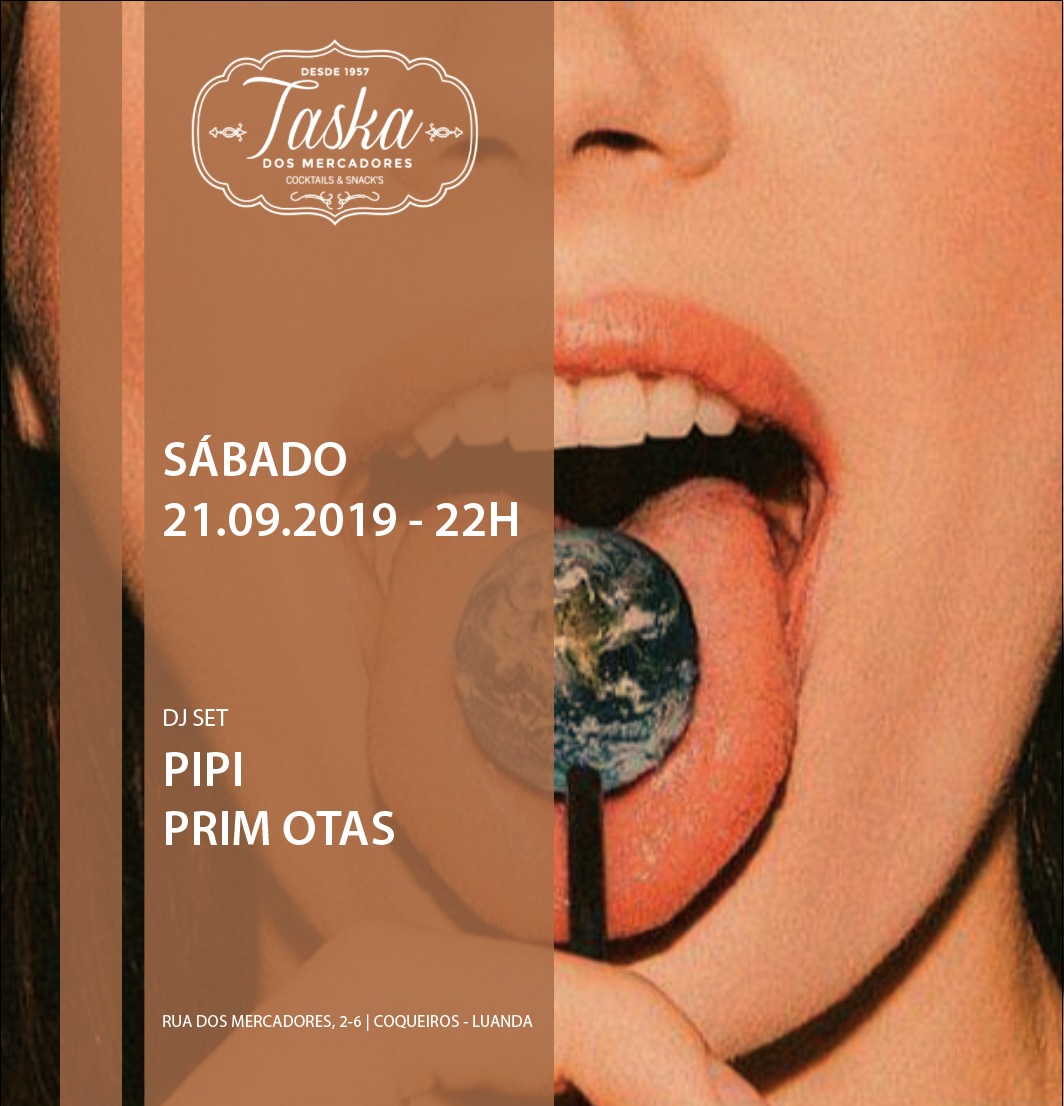 DESDE 1957
Taska
DOS MERCADORES
COCKTAILS & SNACK'S
SÁBADO
21.09.2019 - 22H
DJ SET
PIPI
PRIM OTAS
RUA DOS MERCADORES, 2-6 | COQUEIROS - LUANDA